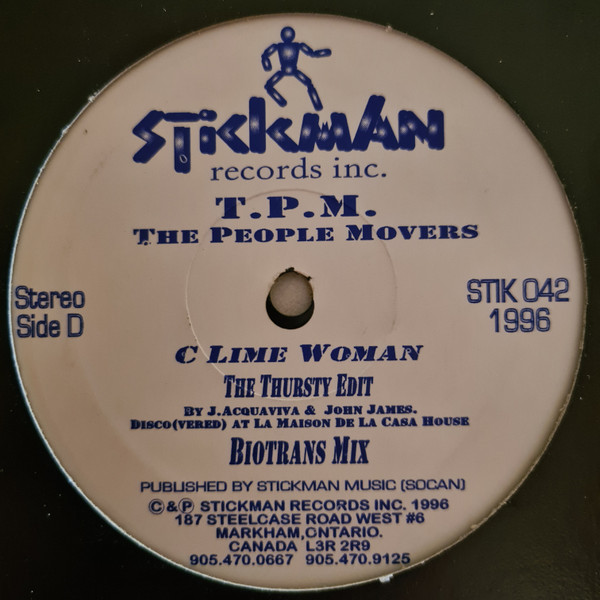 STICKMAN
records inc.
T.P.M.
THE PEOPLE MOVERS
Stereo
Side D
STIK 042
1996
C LIME WOMAN
THE THURSTY EDIT
BY J.ACQUAVIVA & JOHN JAMES.
DISCO(VERED) AT LA MAISON DE LA CASA HOUSE
BIOTRANS MIX
PUBLISHED BY STICKMAN MUSIC (SOCAN)
©&℗ STICKMAN RECORDS INC. 1996
187 STEELCASE ROAD WEST #6
MARKHAM,ONTARIO.
CANADA L3R 2R9
905.470.0667 905.470.9125